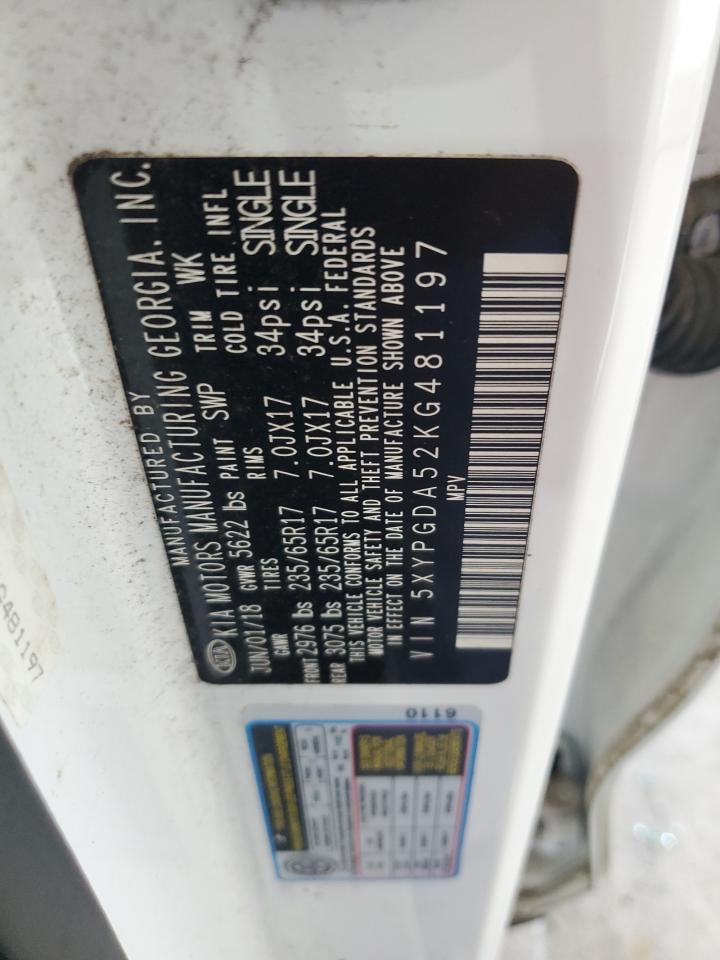 MANUFACTURED BY
KIA KIA MOTORS MANUFACTURING GEORGIA, INC.
JUN/01/18 GVWR 5622 lbs PAINT SWP TRIM WK
GAWR TIRES RIMS COLD TIRE INFL
FRONT 2976 lbs 235/65R17 7.0JX17 34psi SINGLE
REAR 3075 lbs 235/65R17 7.0JX17 34psi SINGLE
THIS VEHICLE CONFORMS TO ALL APPLICABLE U.S.A. FEDERAL
MOTOR VEHICLE SAFETY AND THEFT PREVENTION STANDARDS
IN EFFECT ON THE DATE OF MANUFACTURE SHOWN ABOVE
VIN 5XYPGDA52KG481197
MPV
6110
G481197